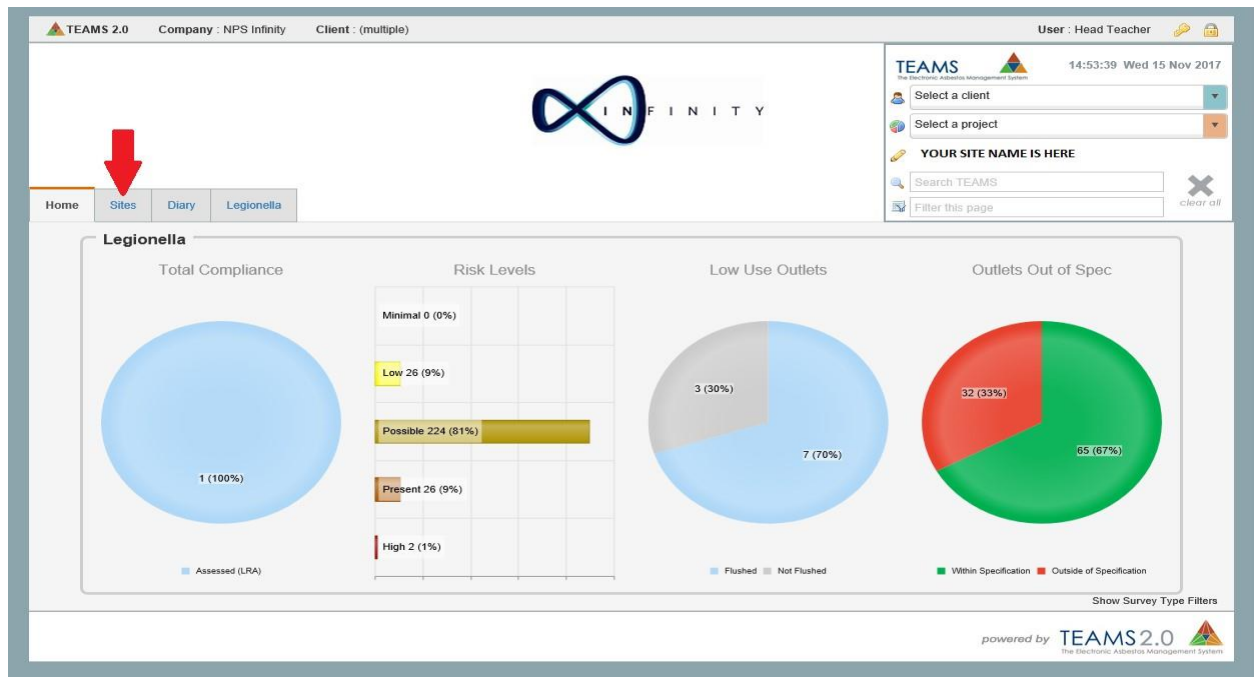 TEAMS 2.0 Company : NPS Infinity Client : (multiple) User : Head Teacher
TEAMS
The Electronic Asbestos Management System
14:53:39 Wed 15 Nov 2017
Select a client
Select a project
YOUR SITE NAME IS HERE
Search TEAMS
Filter this page
clear all
INFINITY
Home Sites Diary Legionella
Legionella
Total Compliance
1 (100%)
Assessed (LRA)
Risk Levels
Minimal 0 (0%)
Low 26 (9%)
Possible 224 (81%)
Present 26 (9%)
High 2 (1%)
Low Use Outlets
3 (30%)
7 (70%)
Flushed Not Flushed
Outlets Out of Spec
32 (33%)
65 (67%)
Within Specification Outside of Specification
Show Survey Type Filters
powered by TEAMS 2.0
The Electronic Asbestos Management System